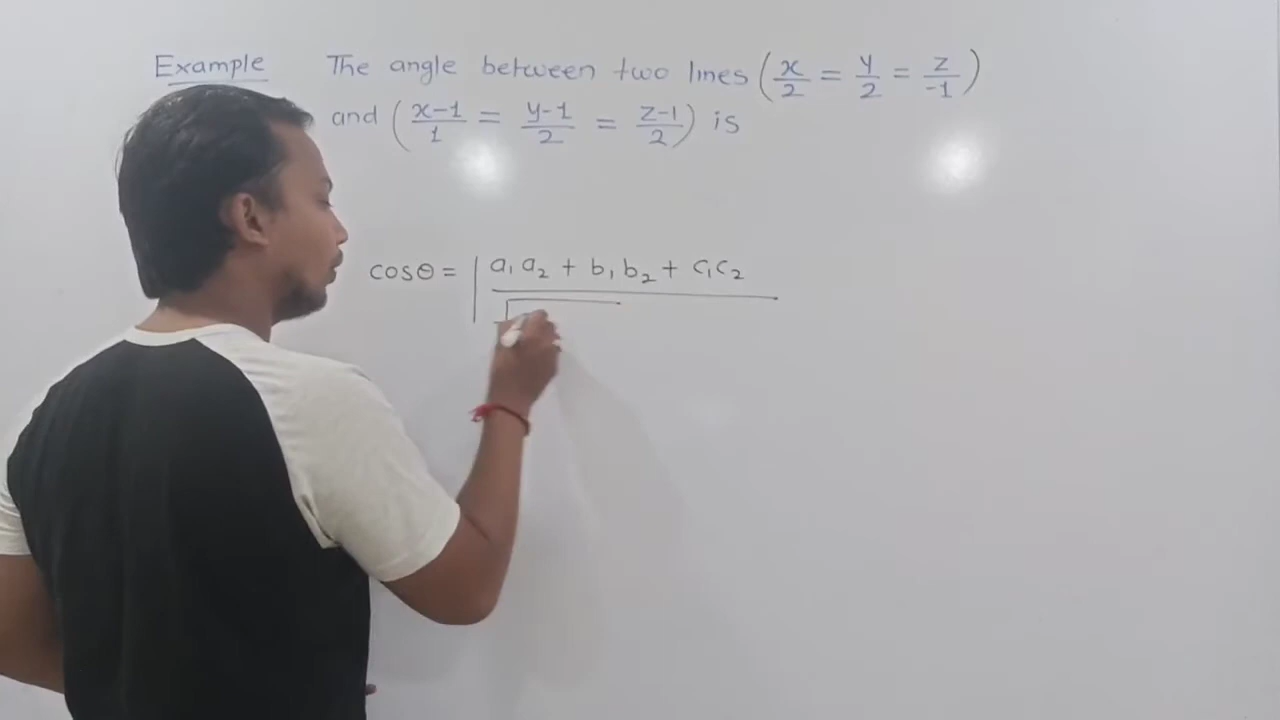 Example The angle between two lines (x/2 = y/2 = z/-1)
and (x-1/1 = y-1/2 = z-1/2) is
cosθ = | a₁a₂ + b₁b₂ + c₁c₂ / √